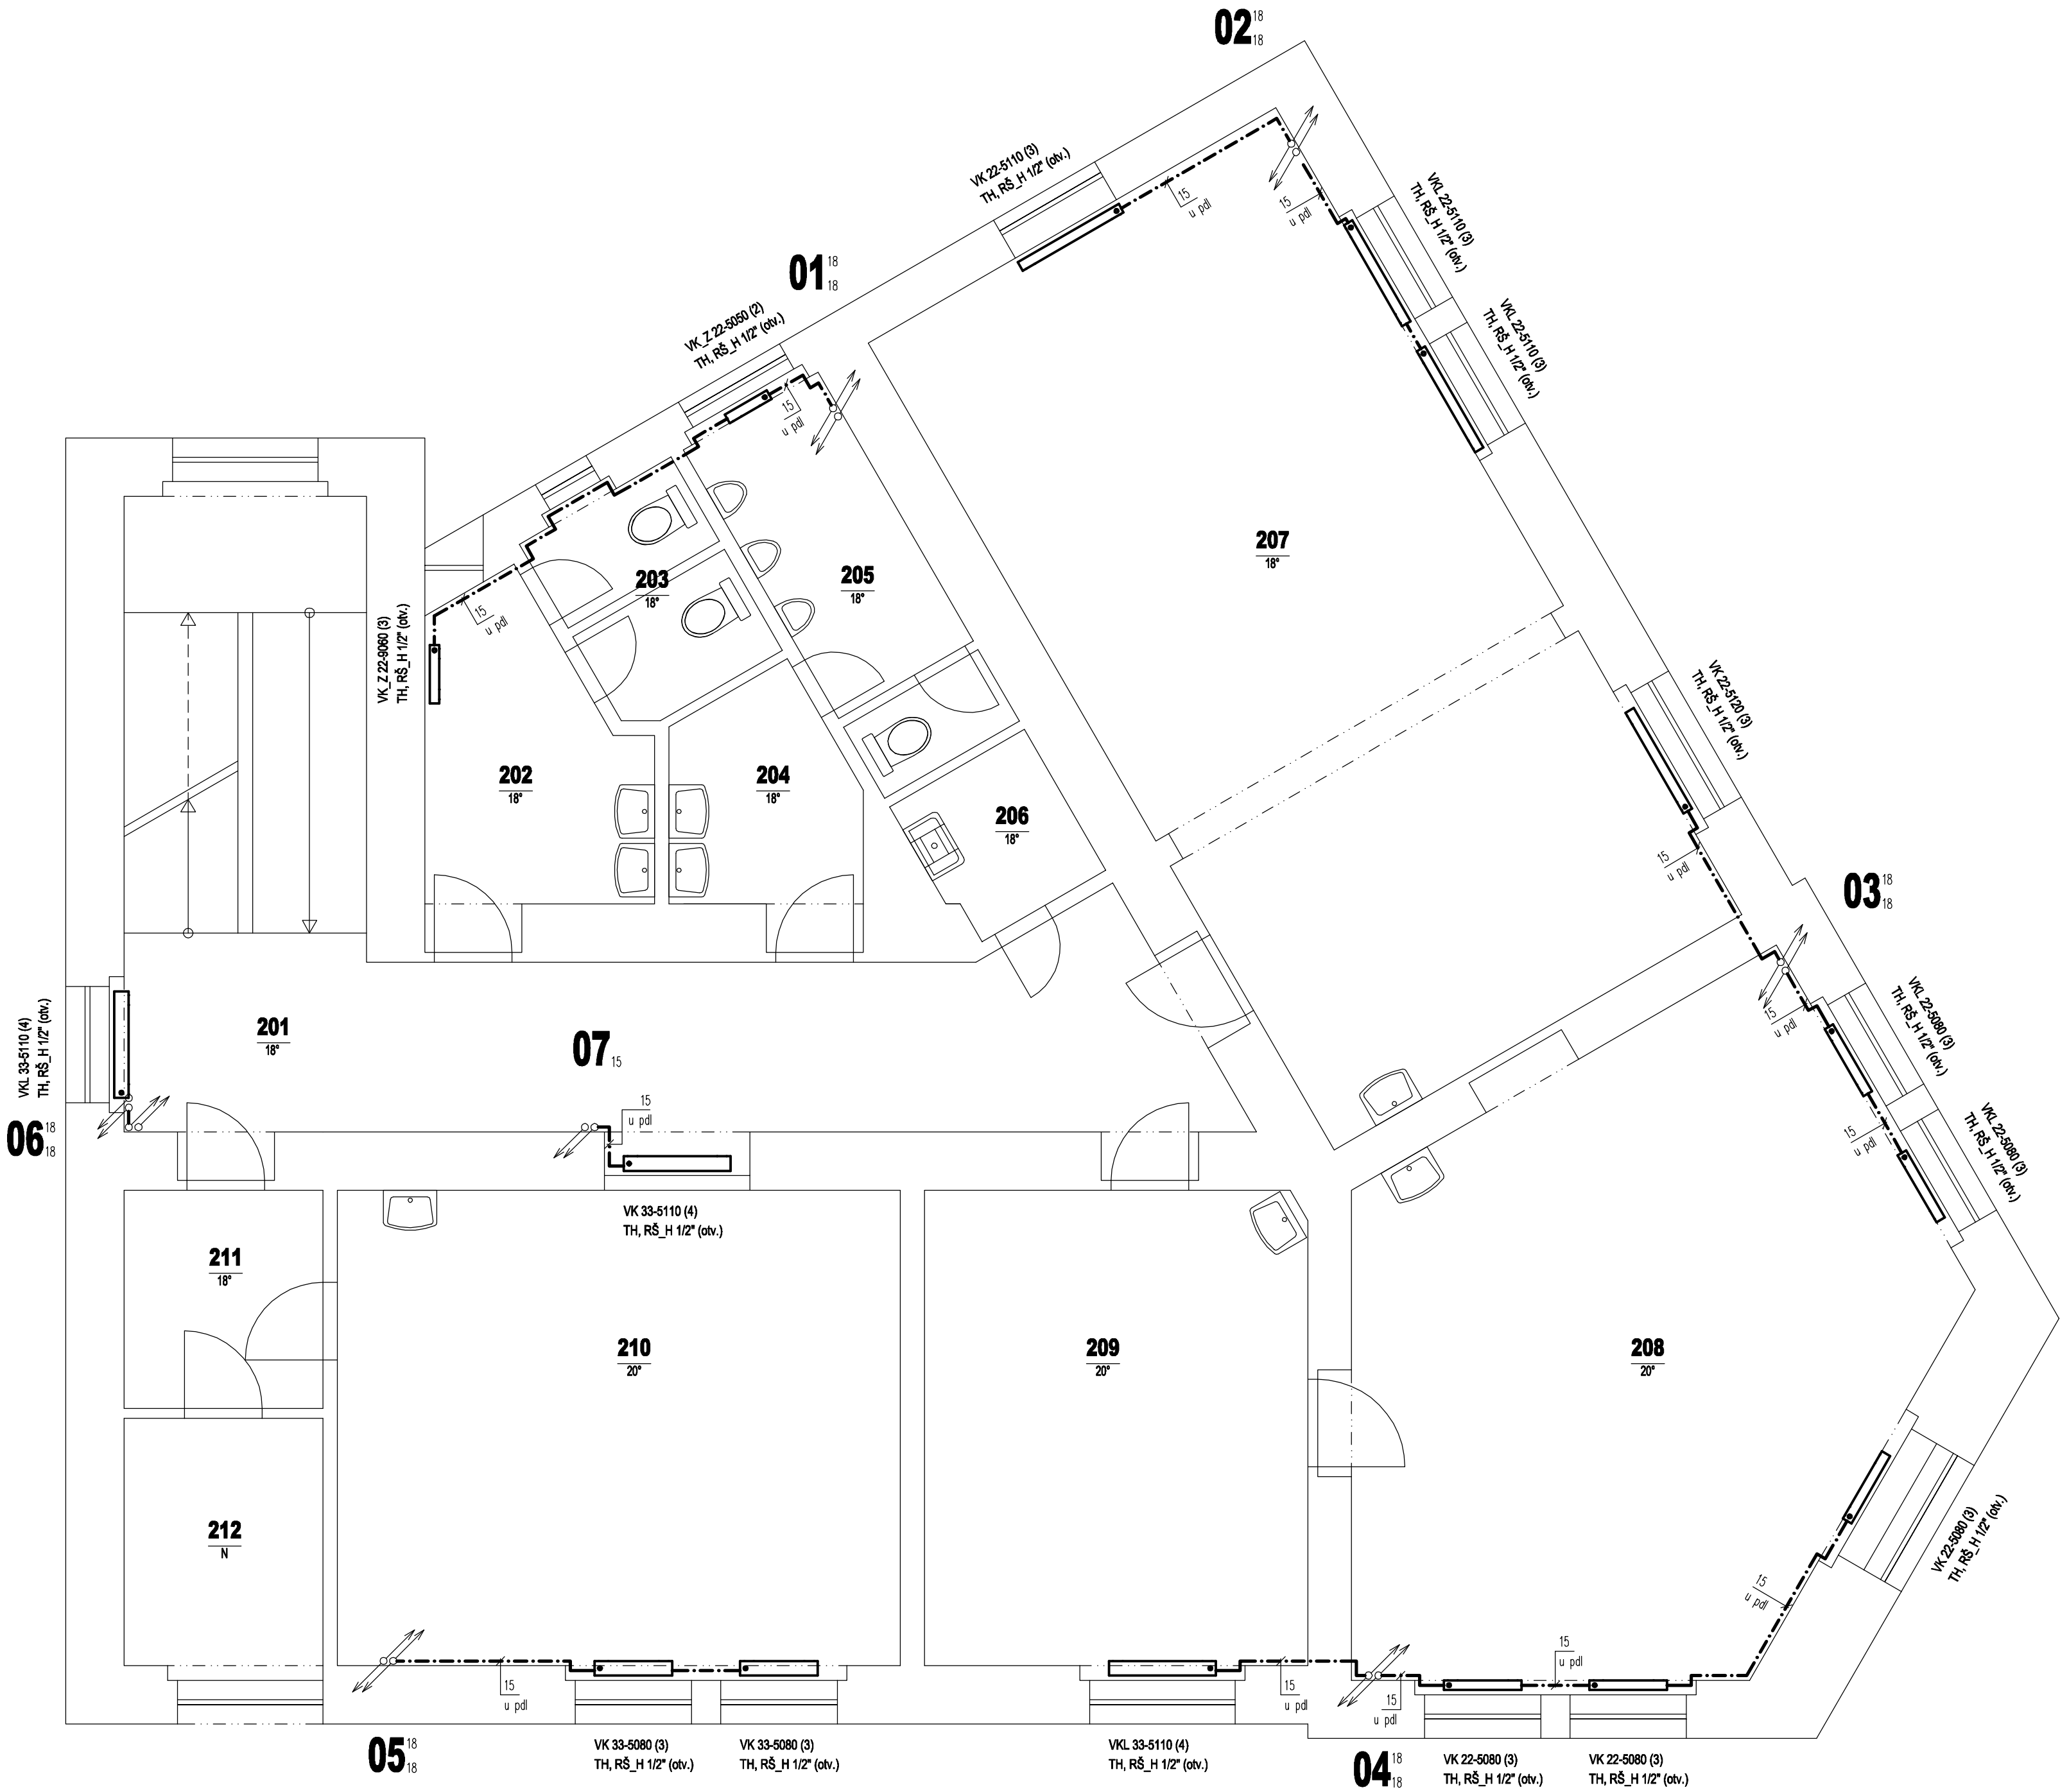 02 18
18
VK 22-5110 (3)
TH, RŠ_H 1/2" (otv.)
15
u pdl
15
u pdl
VKL 22-5110 (3)
TH, RŠ_H 1/2" (otv.)
01 18
18
VK_Z 22-5050 (2)
TH, RŠ_H 1/2" (otv.)
15
u pdl
VKL 22-5110 (3)
TH, RŠ_H 1/2" (otv.)
207
18°
203
18°
205
18°
15
u pdl
VK_Z 22-9060 (3)
TH, RŠ_H 1/2" (otv.)
VK 22-5120 (3)
TH, RŠ_H 1/2" (otv.)
202
18°
204
18°
206
18°
15
u pdl
03 18
18
VKL 33-5110 (4)
TH, RŠ_H 1/2" (otv.)
201
18°
07 15
15
u pdl
VKL 22-5080 (3)
TH, RŠ_H 1/2" (otv.)
06 18
18
15
u pdl
15
u pdl
VKL 22-5080 (3)
TH, RŠ_H 1/2" (otv.)
VK 33-5110 (4)
TH, RŠ_H 1/2" (otv.)
211
18°
210
20°
209
20°
208
20°
212
N
VK 22-5080 (3)
TH, RŠ_H 1/2" (otv.)
15
u pdl
15
u pdl
15
u pdl
15
u pdl
15
u pdl
05 18
18
VK 33-5080 (3)
TH, RŠ_H 1/2" (otv.)
VK 33-5080 (3)
TH, RŠ_H 1/2" (otv.)
VKL 33-5110 (4)
TH, RŠ_H 1/2" (otv.)
04 18
18
VK 22-5080 (3)
TH, RŠ_H 1/2" (otv.)
VK 22-5080 (3)
TH, RŠ_H 1/2" (otv.)